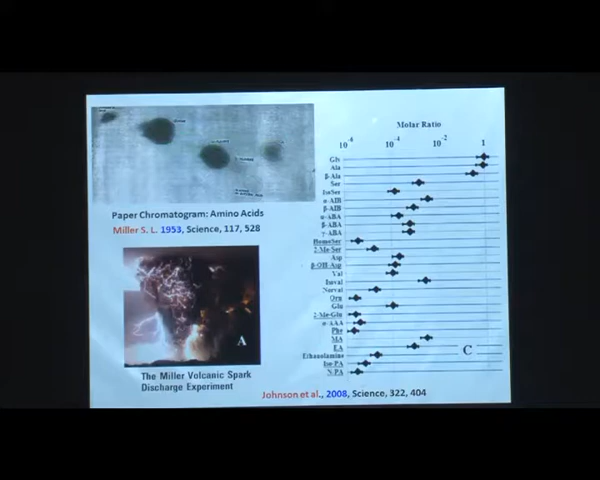 Paper Chromatogram: Amino Acids
Miller S. L. 1953, Science, 117, 528
A
The Miller Volcanic Spark
Discharge Experiment
Molar Ratio
10⁻⁶ 10⁻⁴ 10⁻² 1
Gly
Ala
β-Ala
Ser
IsoSer
α-AIB
β-AIB
α-ABA
β-ABA
γ-ABA
HomoSer
2-Me-Ser
Asp
β-OH-Asp
Val
Isoval
Norval
Orn
Glu
2-Me-Glu
α-AAA
Phe
MA
EA
Ethanolamine
Iso-PA
N-PA
C
Johnson et al., 2008, Science, 322, 404